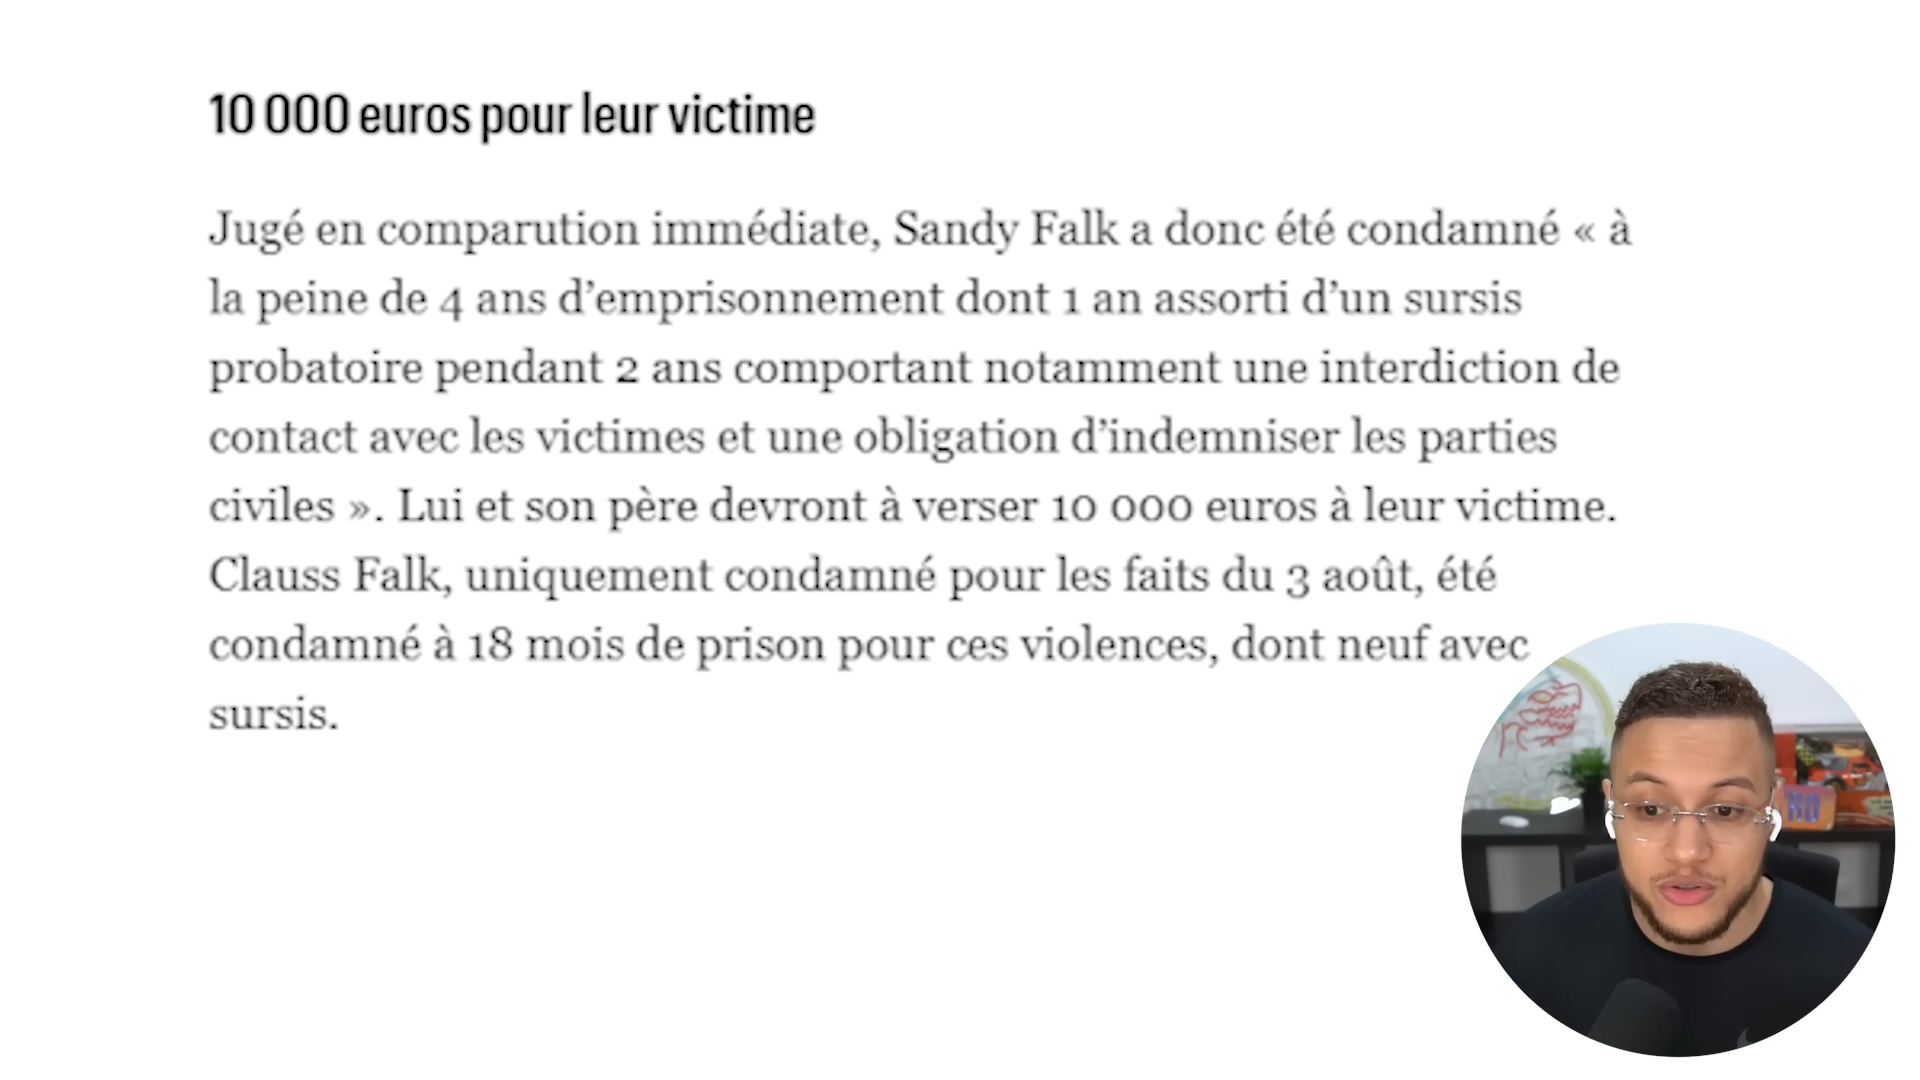 10 000 euros pour leur victime
Jugé en comparution immédiate, Sandy Falk a donc été condamné « à
la peine de 4 ans d’emprisonnement dont 1 an assorti d’un sursis
probatoire pendant 2 ans comportant notamment une interdiction de
contact avec les victimes et une obligation d’indemniser les parties
civiles ». Lui et son père devront à verser 10 000 euros à leur victime.
Clauss Falk, uniquement condamné pour les faits du 3 août, été
condamné à 18 mois de prison pour ces violences, dont neuf avec
sursis.